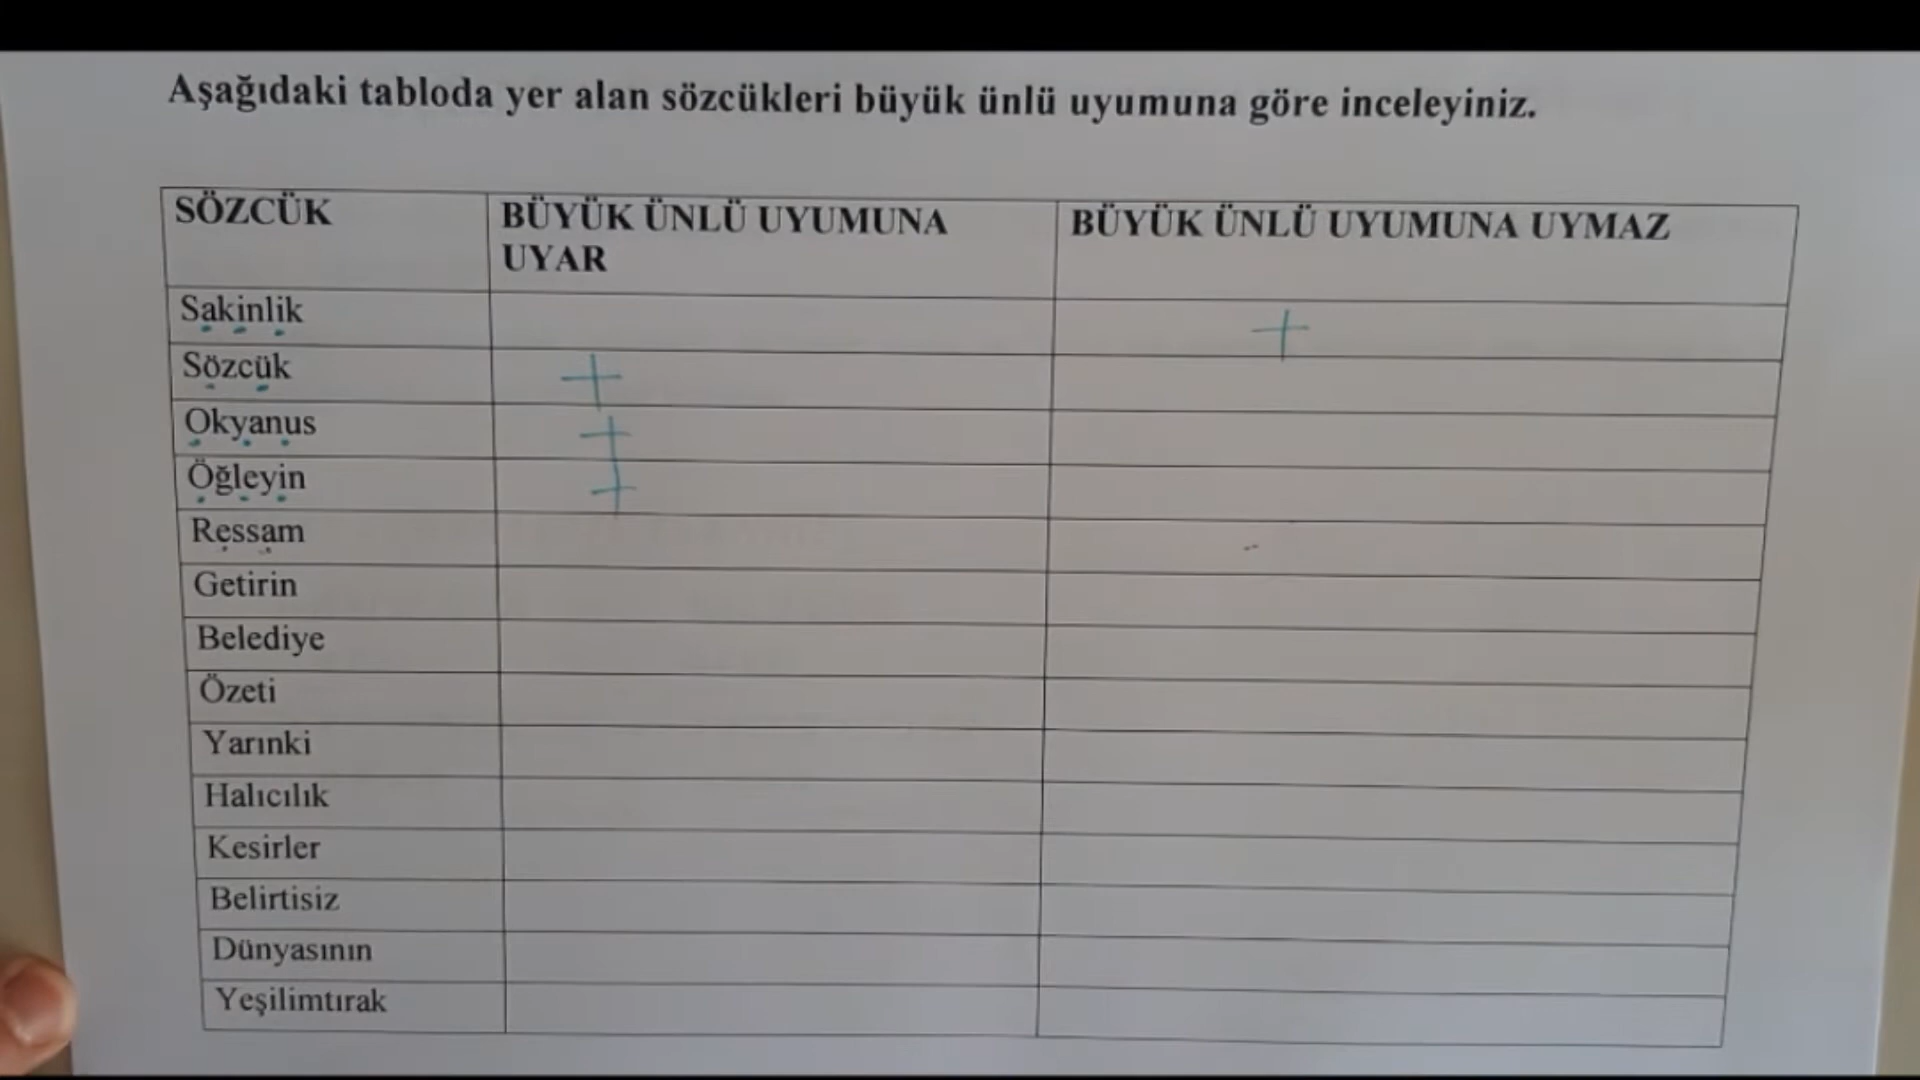 Aşağıdaki tabloda yer alan sözcükleri büyük ünlü uyumuna göre inceleyiniz.
SÖZCÜK BÜYÜK ÜNLÜ UYUMUNA UYAR BÜYÜK ÜNLÜ UYUMUNA UYMAZ
Sakinlik +
Sözcük +
Okyanus +
Öğleyin +
Ressam -
Getirin
Belediye
Özeti
Yarınki
Halıcılık
Kesirler
Belirtisiz
Dünyasının
Yeşilimtırak